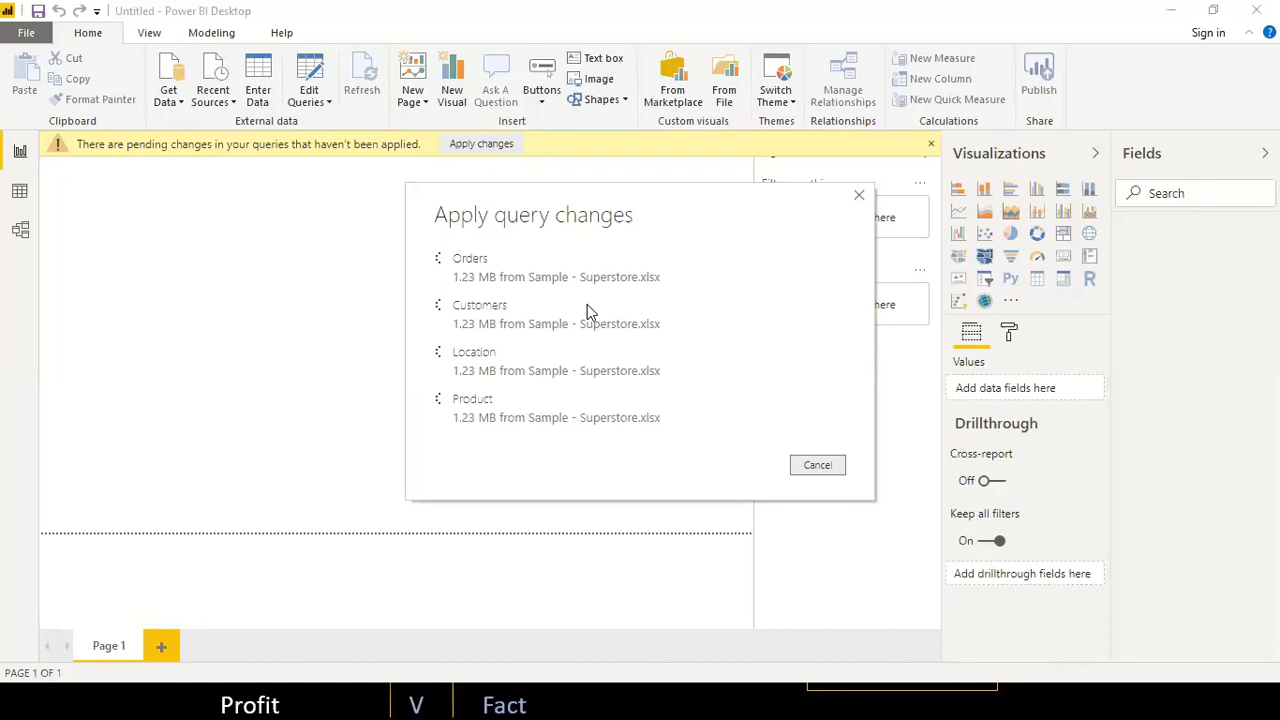 Untitled - Power BI Desktop
File
Home
View
Modeling
Help
Sign in
Paste
Cut
Copy
Format Painter
Clipboard
Get Data
Recent Sources
Enter Data
Edit Queries
Refresh
External data
New Page
New Visual
Ask A Question
Buttons
Text box
Image
Shapes
Insert
From Marketplace
From File
Custom visuals
Switch Theme
Themes
Manage Relationships
Relationships
New Measure
New Column
New Quick Measure
Calculations
Publish
Share
There are pending changes in your queries that haven't been applied.
Apply changes
Apply query changes
Orders
1.23 MB from Sample - Superstore.xlsx
Customers
1.23 MB from Sample - Superstore.xlsx
Location
1.23 MB from Sample - Superstore.xlsx
Product
1.23 MB from Sample - Superstore.xlsx
Cancel
here
here
Visualizations
Py
R
Values
Add data fields here
Drillthrough
Cross-report
Off
Keep all filters
On
Add drillthrough fields here
Fields
Search
Page 1
PAGE 1 OF 1
Profit
V
Fact